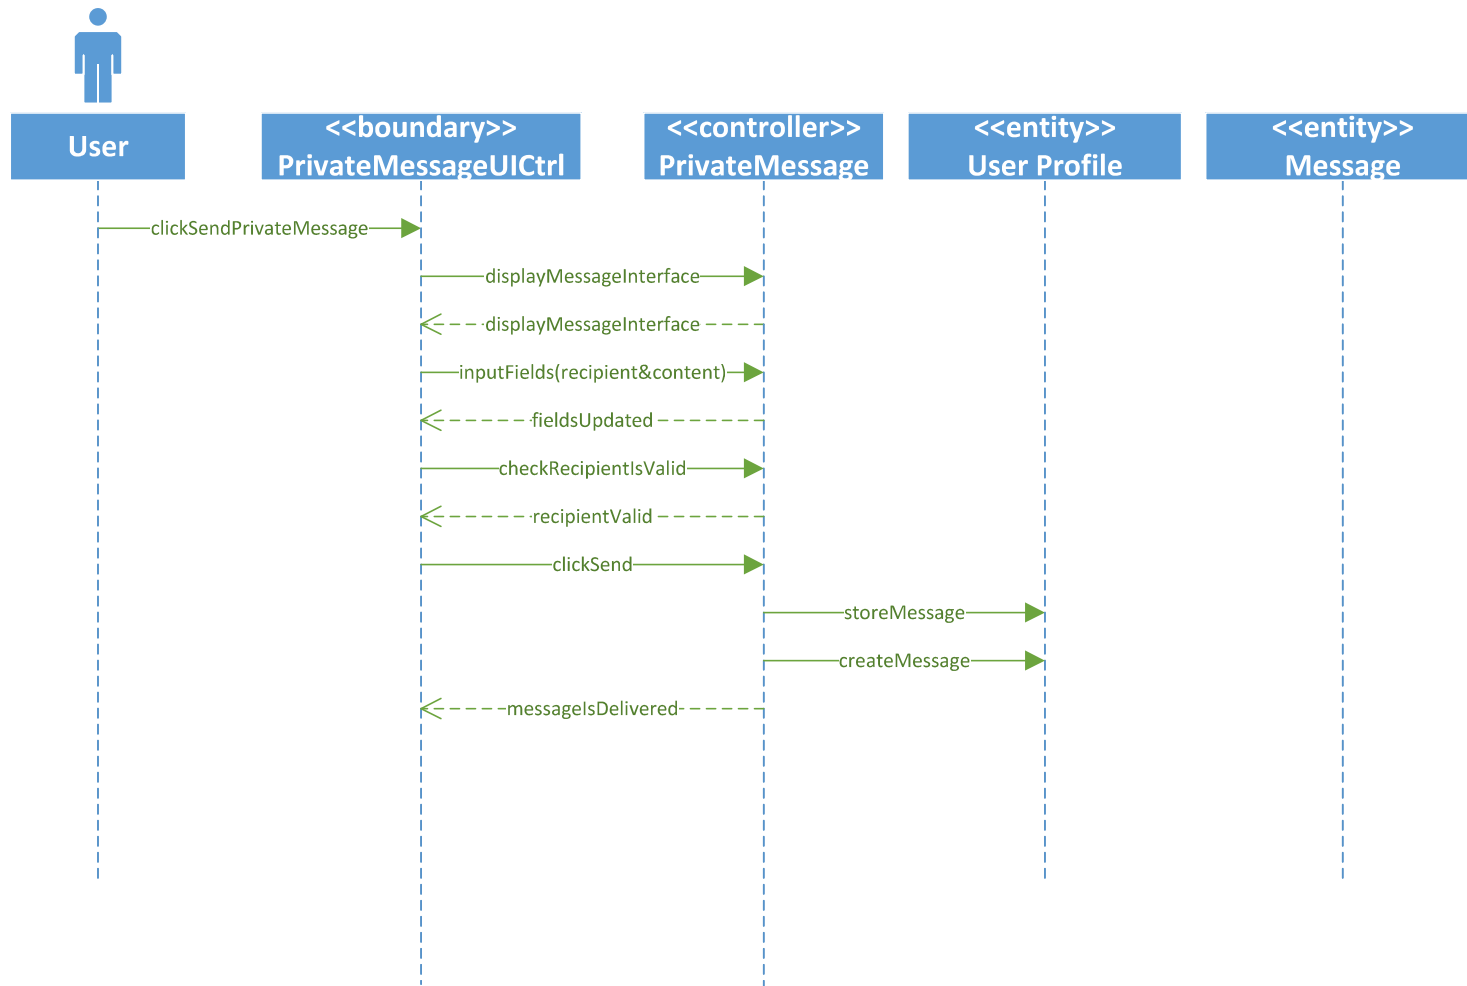 User
<<boundary>>
PrivateMessageUICtrl
<<controller>>
PrivateMessage
<<entity>>
User Profile
<<entity>>
Message
clickSendPrivateMessage
displayMessageInterface
displayMessageInterface
inputFields(recipient&content)
fieldsUpdated
checkRecipientIsValid
recipientValid
clickSend
storeMessage
createMessage
messageIsDelivered